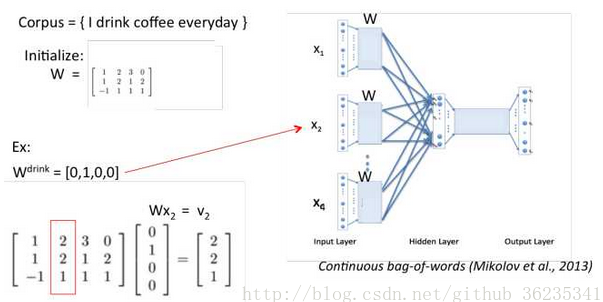 Corpus = { I drink coffee everyday }
Initialize:
W =
1 2 3 0
1 2 1 2
-1 1 1 1
Ex:
Wdrink = [0,1,0,0]
Wx2 = v2
1 2 3 0
1 2 1 2
-1 1 1 1
0
1
0
0
=
2
2
1
W
x1
W
x2
W
x4
Input Layer Hidden Layer Output Layer
Continuous bag-of-words (Mikolov et al., 2013)
http://blog.csdn.net/github_36235341